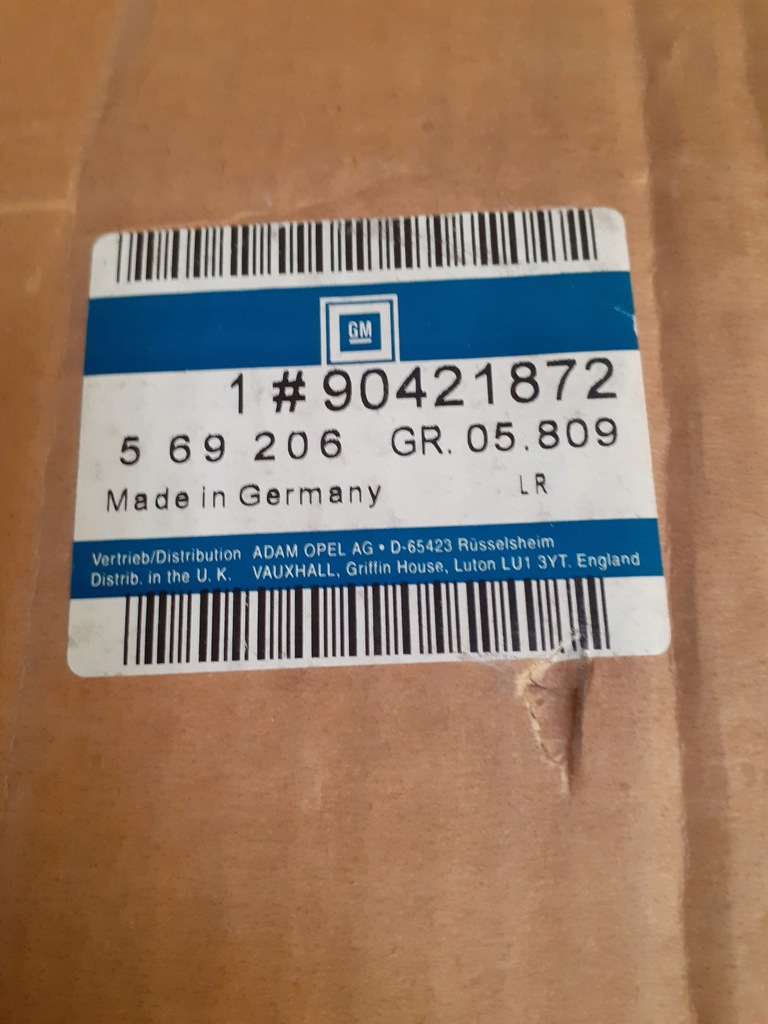 GM
1 # 90421872
5 69 206 GR. 05.809
Made in Germany LR
Vertrieb/Distribution ADAM OPEL AG • D-65423 Rüsselsheim
Distrib. in the U. K. VAUXHALL, Griffin House, Luton LU1 3YT. England